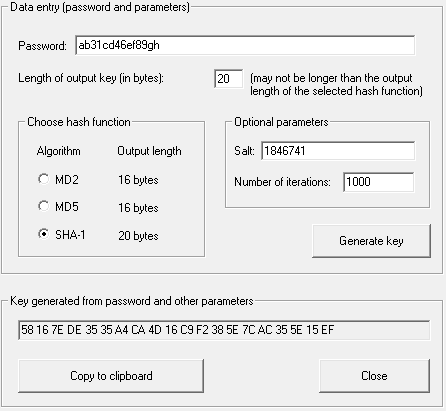 Data entry (password and parameters)
Password: ab31cd46ef89gh
Length of output key (in bytes): 20 (may not be longer than the output
length of the selected hash function)
Choose hash function
Algorithm Output length
MD2 16 bytes
MD5 16 bytes
SHA-1 20 bytes
Optional parameters
Salt: 1846741
Number of iterations: 1000
Generate key
Key generated from password and other parameters
58 16 7E DE 35 35 A4 CA 4D 16 C9 F2 38 5E 7C AC 35 5E 15 EF
Copy to clipboard
Close